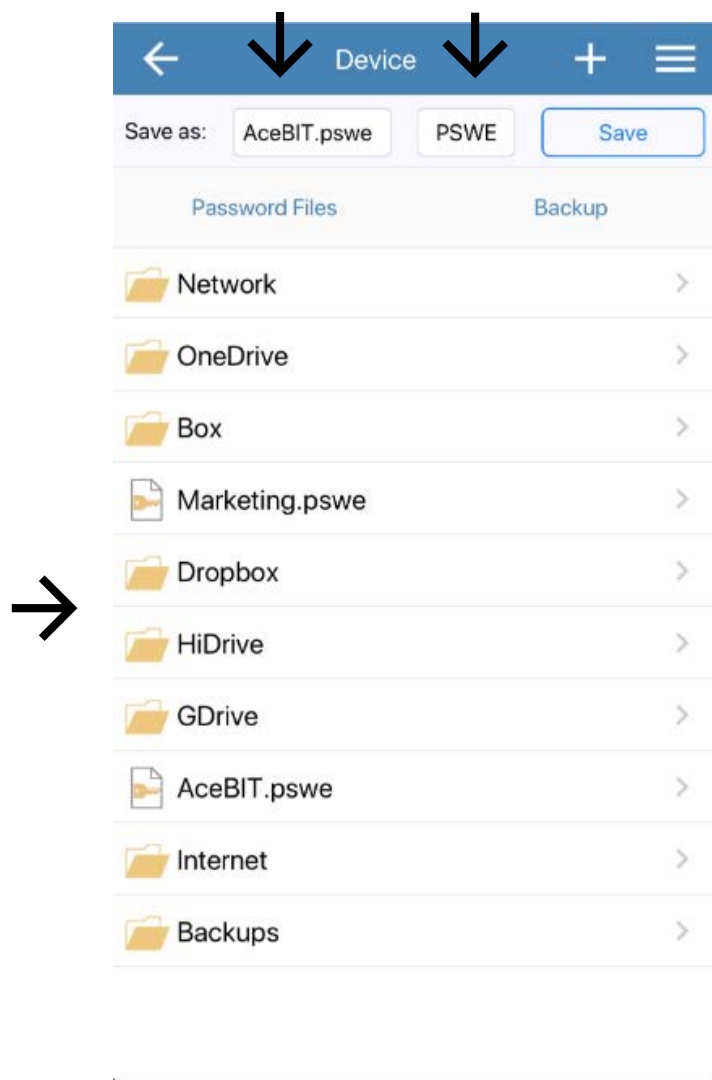 Device
Save as: AceBIT.pswe PSWE Save
Password Files Backup
Network
OneDrive
Box
Marketing.pswe
Dropbox
HiDrive
GDrive
AceBIT.pswe
Internet
Backups